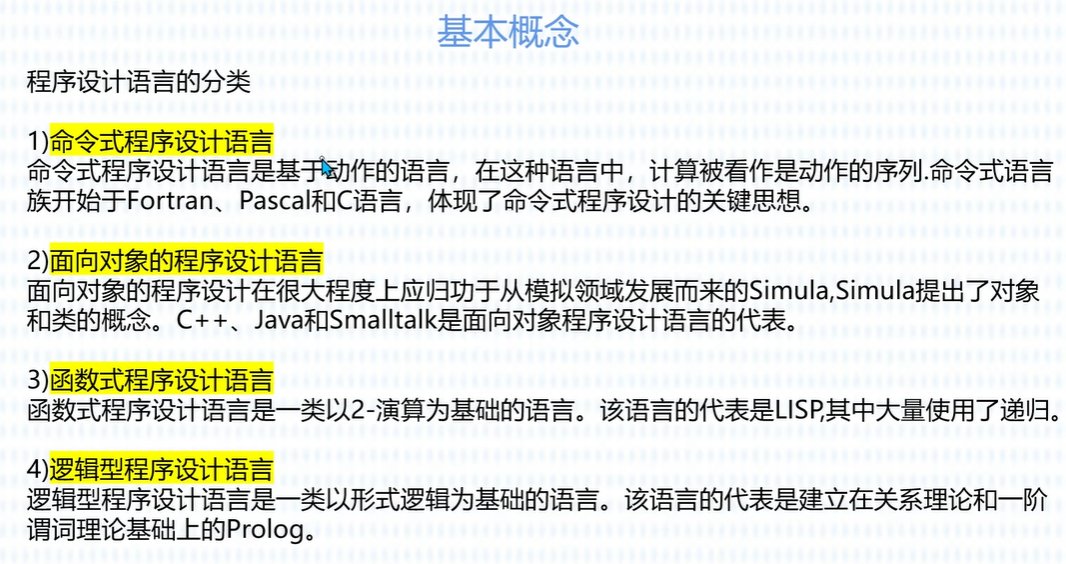 基本概念
程序设计语言的分类
1)命令式程序设计语言
命令式程序设计语言是基于动作的语言，在这种语言中，计算被看作是动作的序列.命令式语言
族开始于Fortran、Pascal和C语言，体现了命令式程序设计的关键思想。
2)面向对象的程序设计语言
面向对象的程序设计在很大程度上应归功于从模拟领域发展而来的Sinula,Sinnula提出了对象
和类的概念。C++、Java和Smalltalk是面向对象程序设计语言的代表。
3)函数式程序设计语言
函数式程序设计语言是一类以2-演算为基础的语言。该语言的代表是LISP,其中大量使用了递归。
4)逻辑型程序设计语言
逻辑型程序设计语言是一类以形式逻辑为基础的语言。该语言的代表是建立在关系理论和一阶
谓词理论基础上的Prolog。